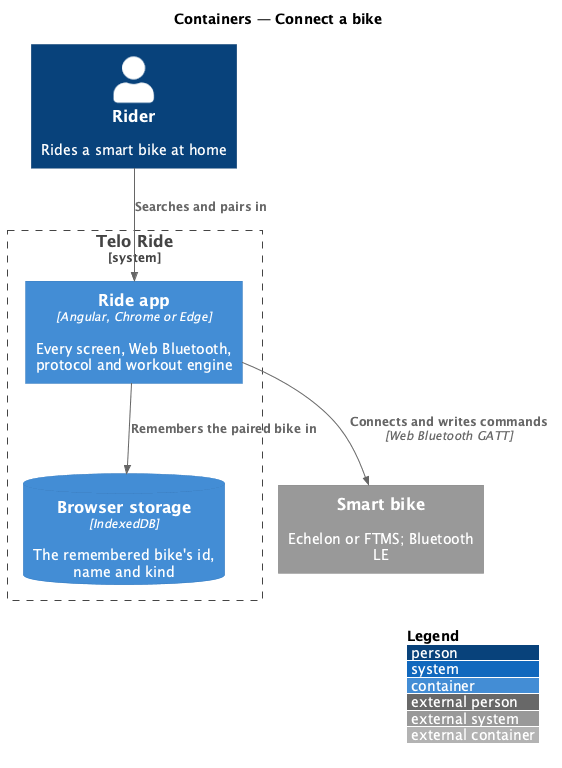 Containers — Connect a bike
Rider
Rides a smart bike at home
Searches and pairs in
Telo Ride
[system]
Ride app
[Angular, Chrome or Edge]
Every screen, Web Bluetooth,
protocol and workout engine
Connects and writes commands
[Web Bluetooth GATT]
Remembers the paired bike in
Browser storage
[IndexedDB]
The remembered bike's id,
name and kind
Smart bike
Echelon or FTMS; Bluetooth
LE
Legend
person
system
container
external person
external system
external container